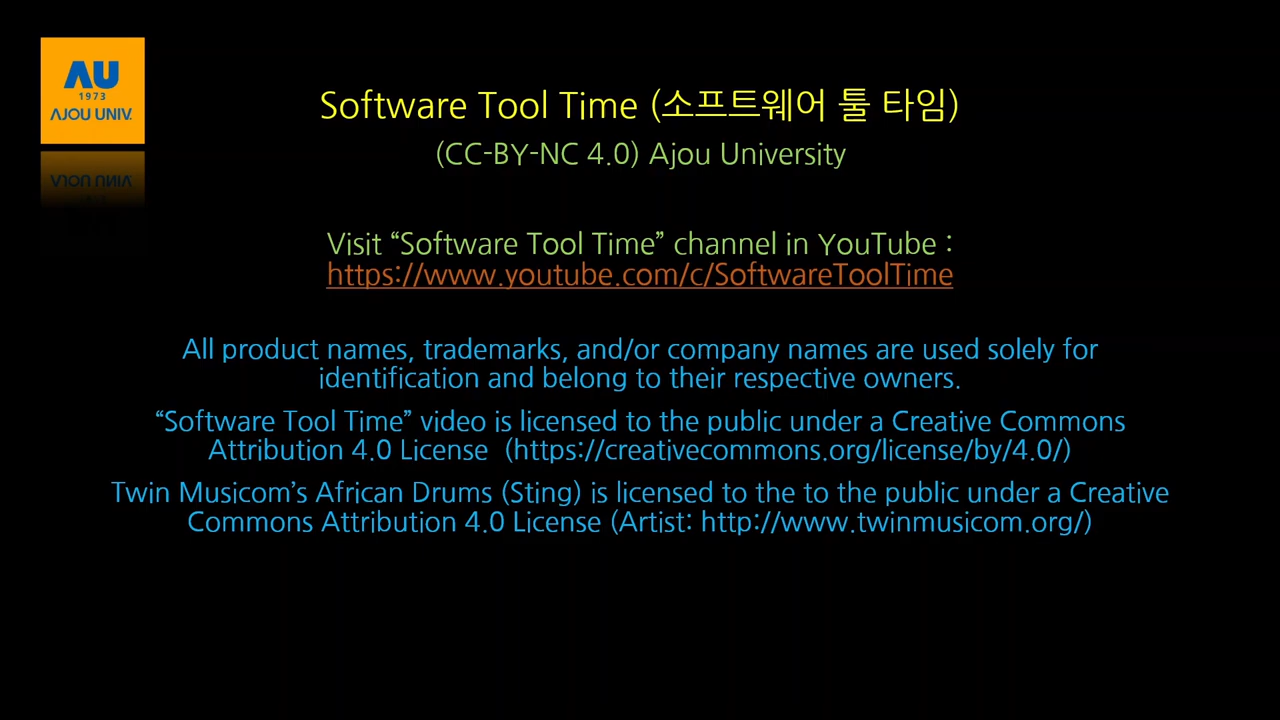 AU
1973
AJOU UNIV.
Software Tool Time (소프트웨어 툴 타임)
(CC-BY-NC 4.0) Ajou University
Visit “Software Tool Time” channel in YouTube :
https://www.youtube.com/c/SoftwareToolTime
All product names, trademarks, and/or company names are used solely for
identification and belong to their respective owners.
“Software Tool Time” video is licensed to the public under a Creative Commons
Attribution 4.0 License  (https://creativecommons.org/license/by/4.0/)
Twin Musicom’s African Drums (Sting) is licensed to the to the public under a Creative
Commons Attribution 4.0 License (Artist: http://www.twinmusicom.org/)